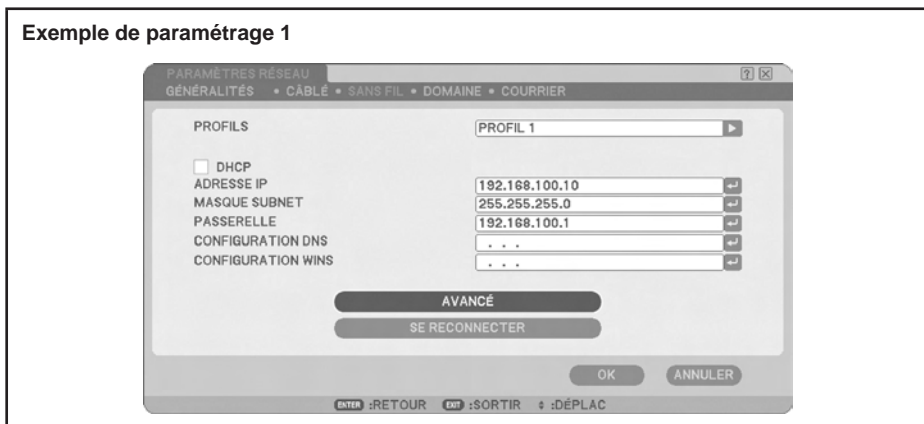 Exemple de paramétrage 1
PARAMÈTRES RÉSEAU
GÉNÉRALITÉS • CÂBLÉ • SANS FIL • DOMAINE • COURRIER
PROFILS PROFIL 1
DHCP
ADRESSE IP 192.168.100.10
MASQUE SUBNET 255.255.255.0
PASSERELLE 192.168.100.1
CONFIGURATION DNS . . .
CONFIGURATION WINS . . .
AVANCÉ
SE RECONNECTER
OK ANNULER
ENTER :RETOUR EXIT :SORTIR :DÉPLAC